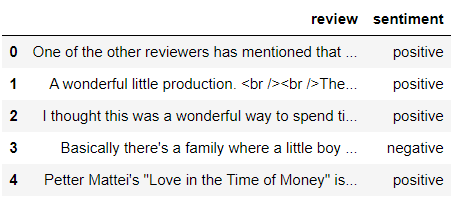 review sentiment
0 One of the other reviewers has mentioned that ... positive
1 A wonderful little production. <br /><br />The... positive
2 I thought this was a wonderful way to spend ti... positive
3 Basically there's a family where a little boy ... negative
4 Petter Mattei's "Love in the Time of Money" is... positive